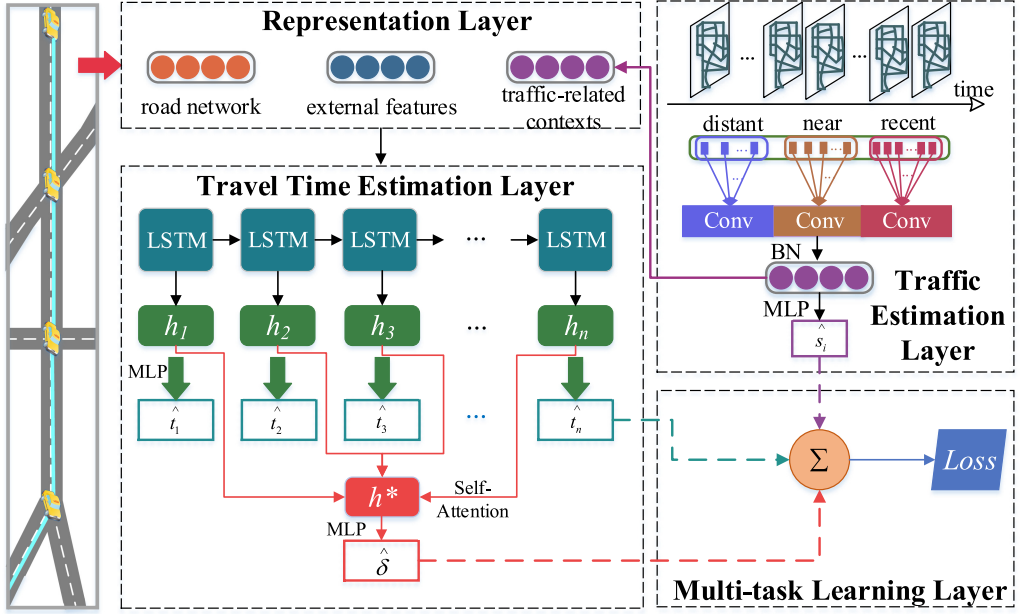 Representation Layer
road network
external features
traffic-related
contexts
Travel Time Estimation Layer
LSTM
LSTM
LSTM
...
LSTM
h1
h2
h3
...
hn
MLP
t̂1
t̂2
t̂3
...
t̂n
h*
Self-
Attention
MLP
δ̂
...
...
time
distant
near
recent
...
...
...
..
..
..
Conv
Conv
Conv
BN
MLP
ŝl
Traffic
Estimation
Layer
Σ
Loss
Multi-task Learning Layer